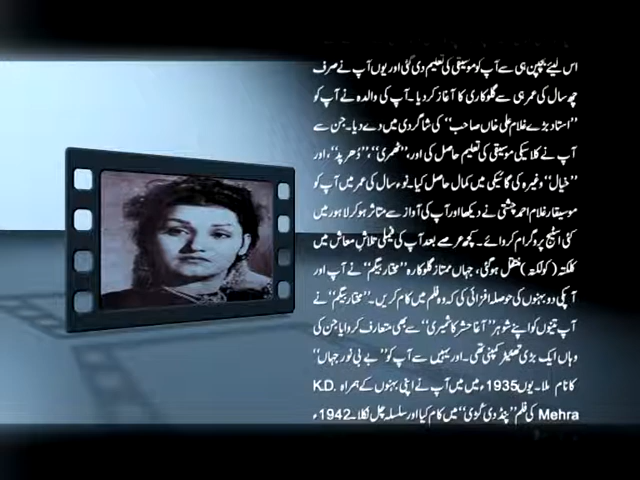 اس لیئے بچپن ہی سے آپ کو موسیقی کی تعلیم دی گئی اور یوں آپ نے صرف
چھ سال کی عمر ہی سے گلوکاری کا آغاز کر دیا۔ آپ کی والدہ نے آپ کو
”استاد بڑے غلام علی خاں صاحب“ کی شاگردی میں دے دیا۔ جن سے
آپ نے کلاسیکی موسیقی کی تعلیم حاصل کی اور، ”ٹھمری“، ”دُھرپد، اور
”خیال“ وغیرہ کی گائیکی میں کمال حاصل کیا۔ نو سال کی عمر میں آپ کو
موسیقار غلام احمد چشتی نے دیکھا اور آپ کی آواز سے متاثر ہو کر لاہور میں
کئی اسٹیج پروگرام کروائے۔ کچھ عرصے بعد آپ کی فیملی تلاش معاش میں
کلکتہ (کولکتہ) منتقل ہو گئی، جہاں ممتاز گلوکارہ ”مختار بیگم“ نے آپ اور
آپکی دو بہنوں کی حوصلہ افزائی کی کہ وہ فلم میں کام کریں۔ ”مختار بیگم“ نے
آپ تینوں کو اپنے شوہر ”آغا حشر کاشمیری“ سے بھی متعارف کروایا جن کی
وہاں ایک بڑی تھیٹر کمپنی تھی۔ اور یہیں سے آپ کو ”بے بی نور جہاں“
کا نام ملا۔ یوں 1935ء میں میں آپ نے اپنی بہنوں کے ہمراہ K.D.
Mehra کی فلم ”پنڈ دی کڑی“ میں کام کیا اور سلسلہ چل نکلا۔ 1942ء